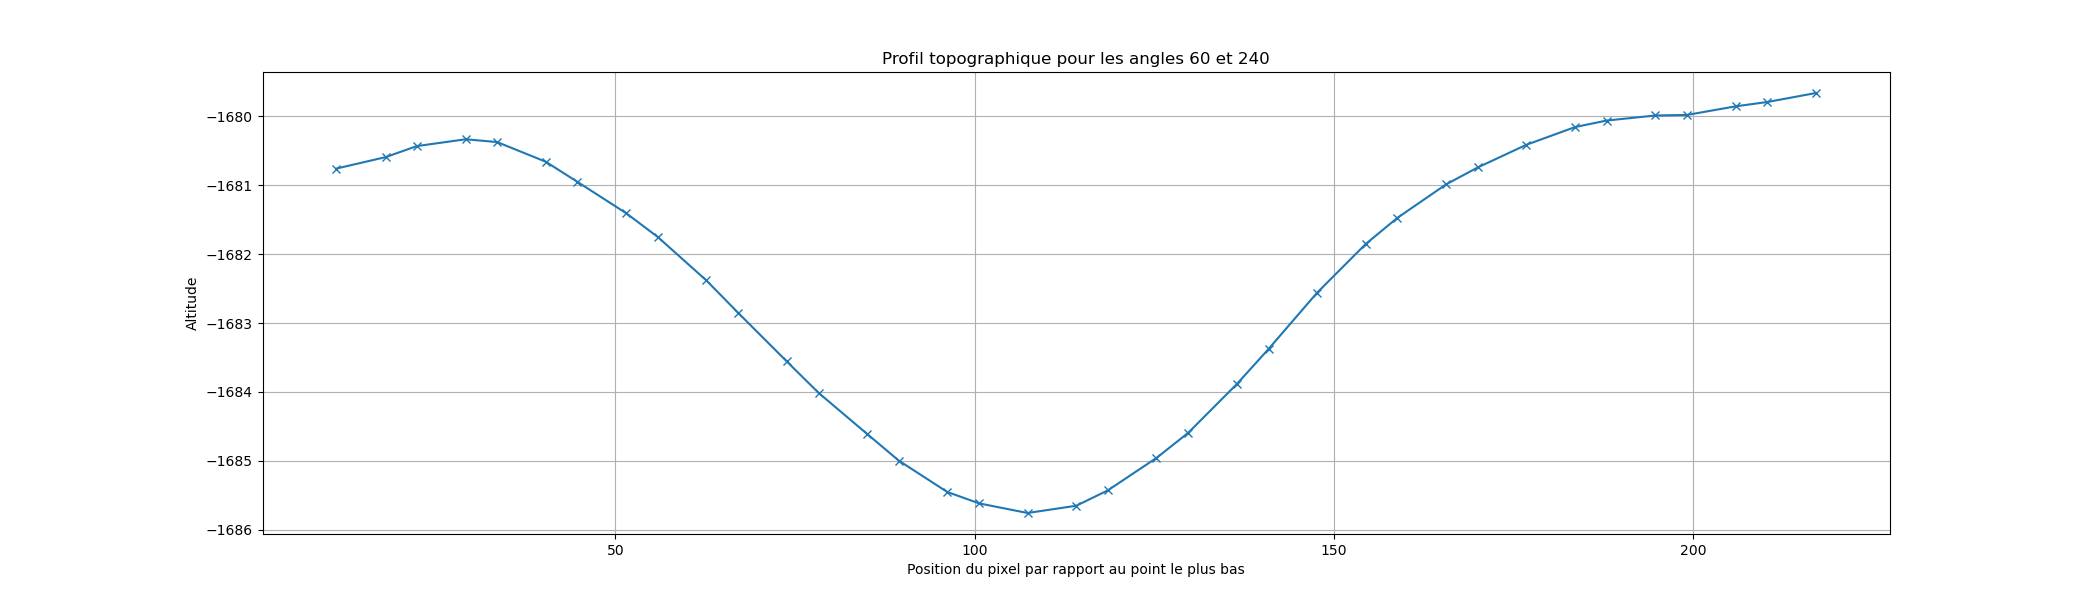 Profil topographique pour les angles 60 et 240
Altitude
−1680
−1681
−1682
−1683
−1684
−1685
−1686
50 100 150 200
Position du pixel par rapport au point le plus bas